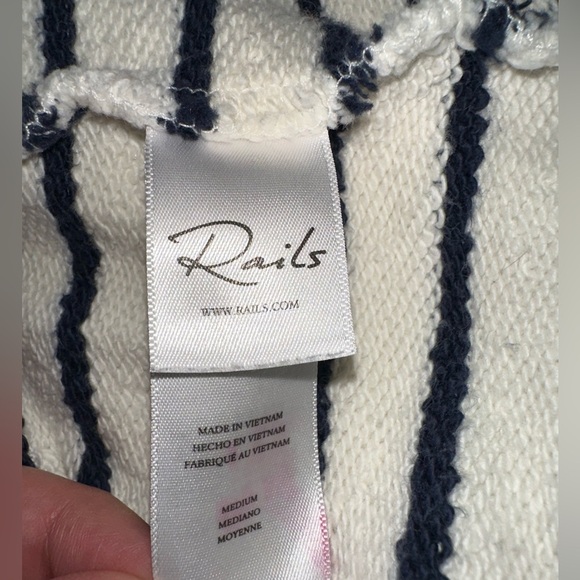 Rails
WWW.RAILS.COM
MADE IN VIETNAM
HECHO EN VIETNAM
FABRIQUÉ AU VIETNAM
MEDIUM
MEDIANO
MOYENNE